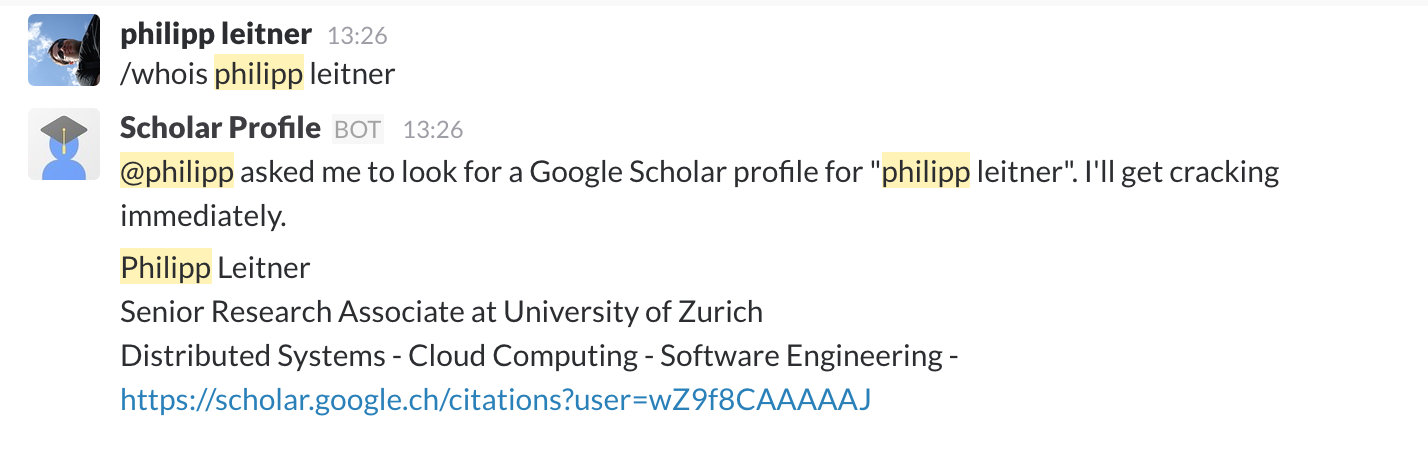 philipp leitner 13:26
/whois philipp leitner
Scholar Profile BOT 13:26
@philipp asked me to look for a Google Scholar profile for "philipp leitner". I'll get cracking
immediately.
Philipp Leitner
Senior Research Associate at University of Zurich
Distributed Systems - Cloud Computing - Software Engineering -
https://scholar.google.ch/citations?user=wZ9f8CAAAAAJ